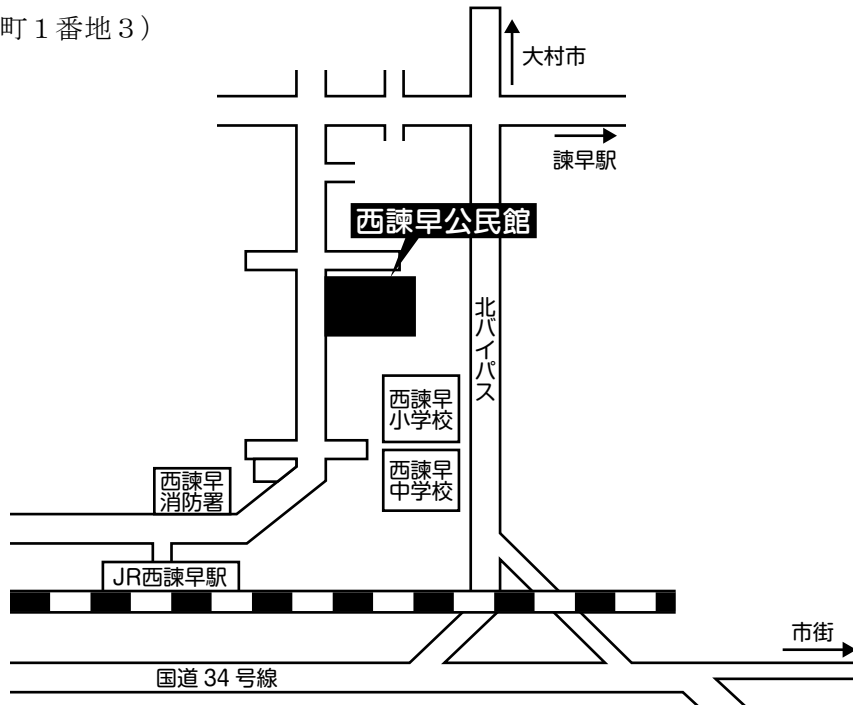 町１番地３）
大村市
諫早駅
西諫早公民館
北バイパス
西諫早
小学校
西諫早
中学校
西諫早
消防署
JR西諫早駅
市街
国道 34 号線